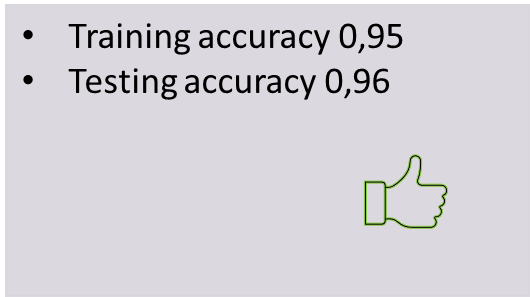 • Training accuracy 0,95
• Testing accuracy 0,96